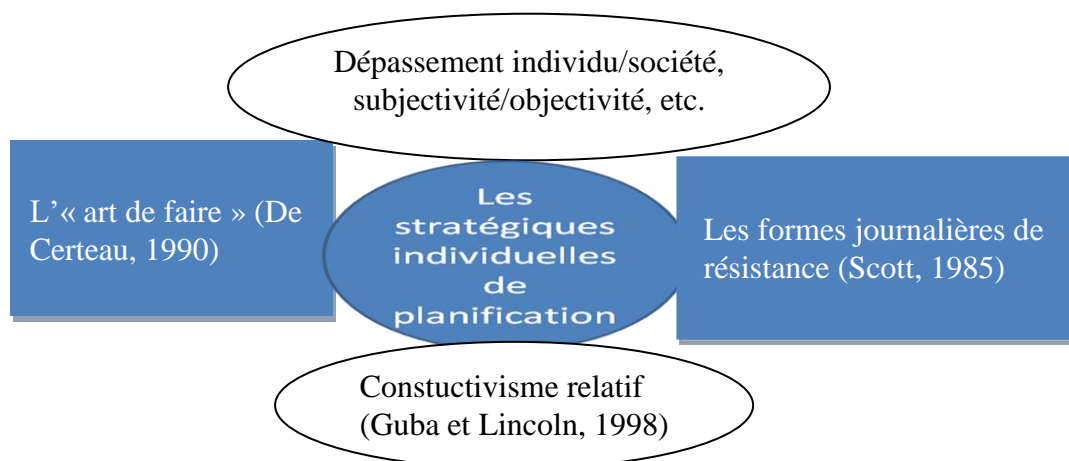 Dépassement individu/société,
subjectivité/objectivité, etc.
L'« art de faire » (De
Certeau, 1990)
Les
stratégiques
individuelles
de
planification
Les formes journalières de
résistance (Scott, 1985)
Constuctivisme relatif
(Guba et Lincoln, 1998)